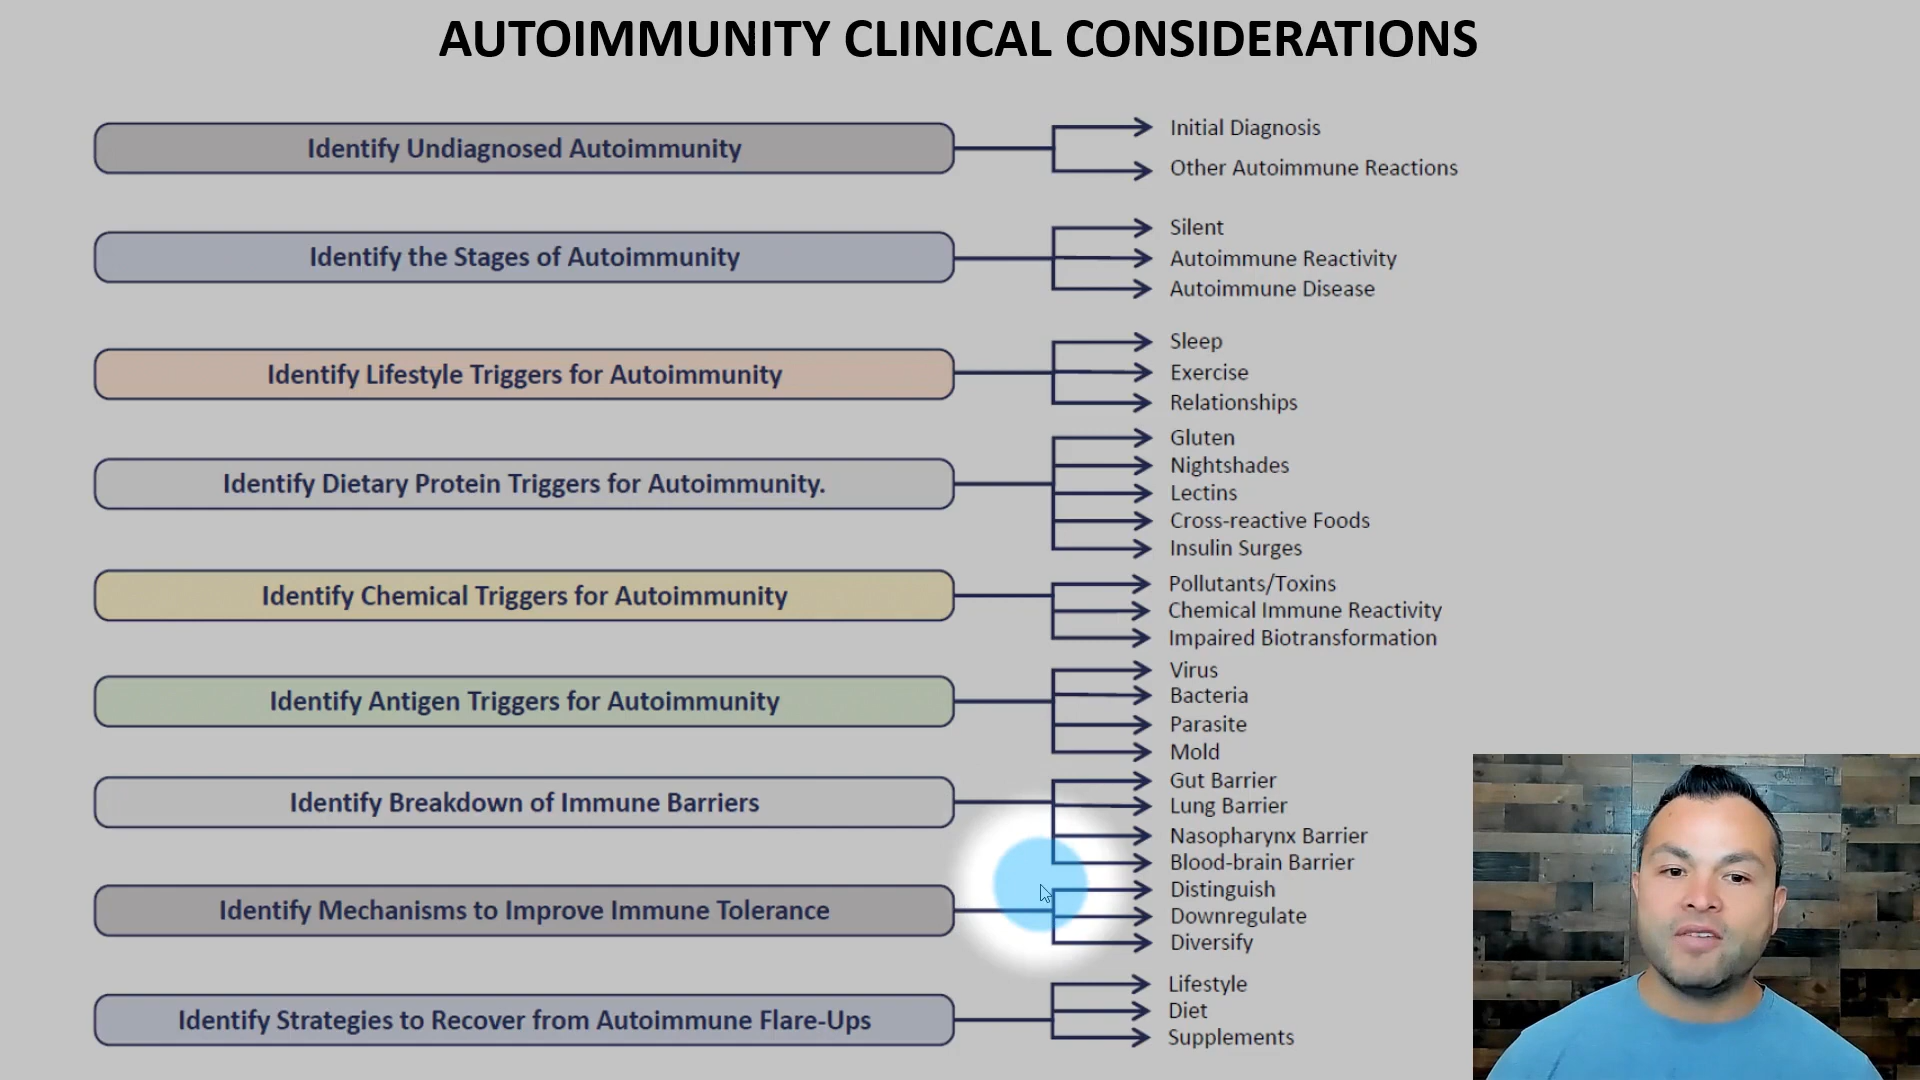 AUTOIMMUNITY CLINICAL CONSIDERATIONS
Identify Undiagnosed Autoimmunity
Initial Diagnosis
Other Autoimmune Reactions
Identify the Stages of Autoimmunity
Silent
Autoimmune Reactivity
Autoimmune Disease
Identify Lifestyle Triggers for Autoimmunity
Sleep
Exercise
Relationships
Identify Dietary Protein Triggers for Autoimmunity.
Gluten
Nightshades
Lectins
Cross-reactive Foods
Insulin Surges
Identify Chemical Triggers for Autoimmunity
Pollutants/Toxins
Chemical Immune Reactivity
Impaired Biotransformation
Identify Antigen Triggers for Autoimmunity
Virus
Bacteria
Parasite
Mold
Identify Breakdown of Immune Barriers
Gut Barrier
Lung Barrier
Nasopharynx Barrier
Blood-brain Barrier
Identify Mechanisms to Improve Immune Tolerance
Distinguish
Downregulate
Diversify
Identify Strategies to Recover from Autoimmune Flare-Ups
Lifestyle
Diet
Supplements